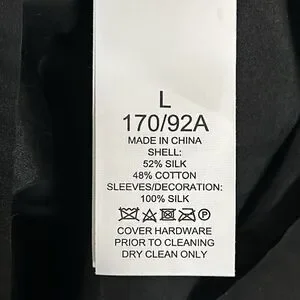 L
170/92A
MADE IN CHINA
SHELL:
52% SILK
48% COTTON
SLEEVES/DECORATION:
100% SILK
COVER HARDWARE
PRIOR TO CLEANING
DRY CLEAN ONLY